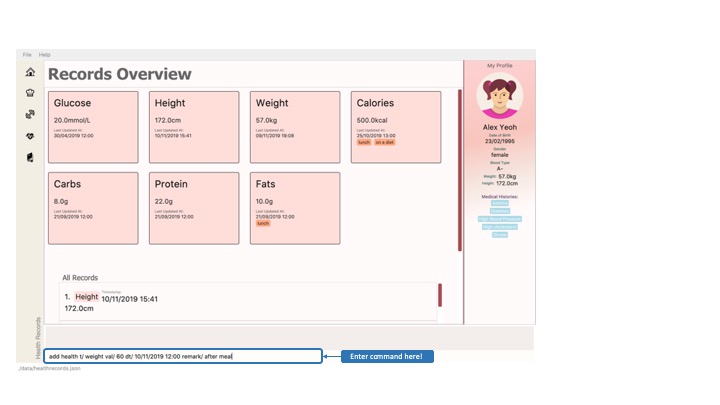 File Help
Records Overview
Glucose
20.0mmol/L
Last Updated At:
30/04/2019 12:00
Height
172.0cm
Last Updated At:
10/11/2019 15:41
Weight
57.0kg
Last Updated At:
09/11/2019 19:08
Calories
500.0kcal
Last Updated At:
25/10/2019 13:00
lunch on a diet
Carbs
8.0g
Last Updated At:
21/09/2019 12:00
Protein
22.0g
Last Updated At:
21/09/2019 12:00
Fats
10.0g
Last Updated At:
21/09/2019 12:00
lunch
All Records
1. Height Timestamp: 10/11/2019 15:41
172.0cm
My Profile
Alex Yeoh
Date of Birth
23/02/1995
Gender
female
Blood Type
A-
Weight: 57.0kg
Height: 172.0cm
Medical Histories:
High Blood Pressure
Health Records
add health t/ weight val/ 60 dt/ 10/11/2019 12:00 remark/ after meal
Enter command here!
./data/healthrecords.json